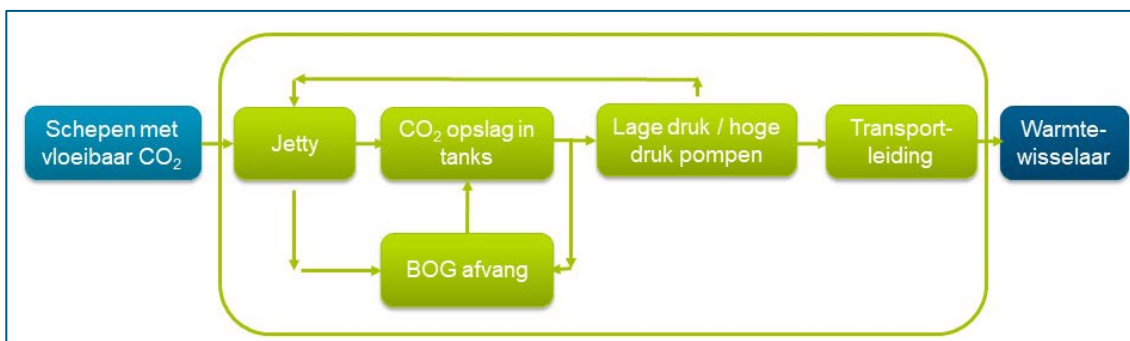 Schepen met
vloeibaar CO₂
Jetty
CO₂ opslag in
tanks
Lage druk / hoge
druk pompen
Transport-
leiding
Warmte-
wisselaar
BOG afvang